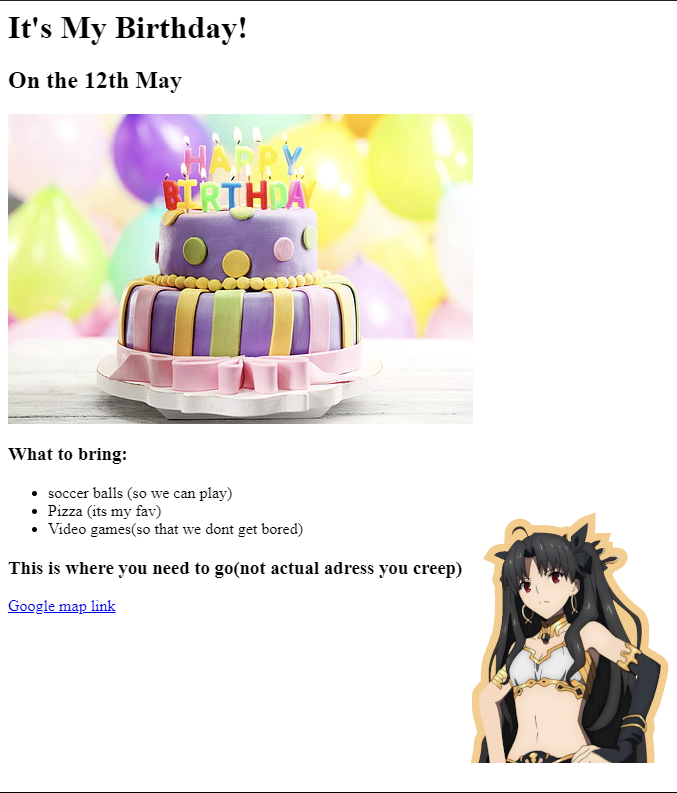 It's My Birthday!
On the 12th May
HAPPY
BIRTHDAY
What to bring:
soccer balls (so we can play)
Pizza (its my fav)
Video games(so that we dont get bored)
This is where you need to go(not actual adress you creep)
Google map link